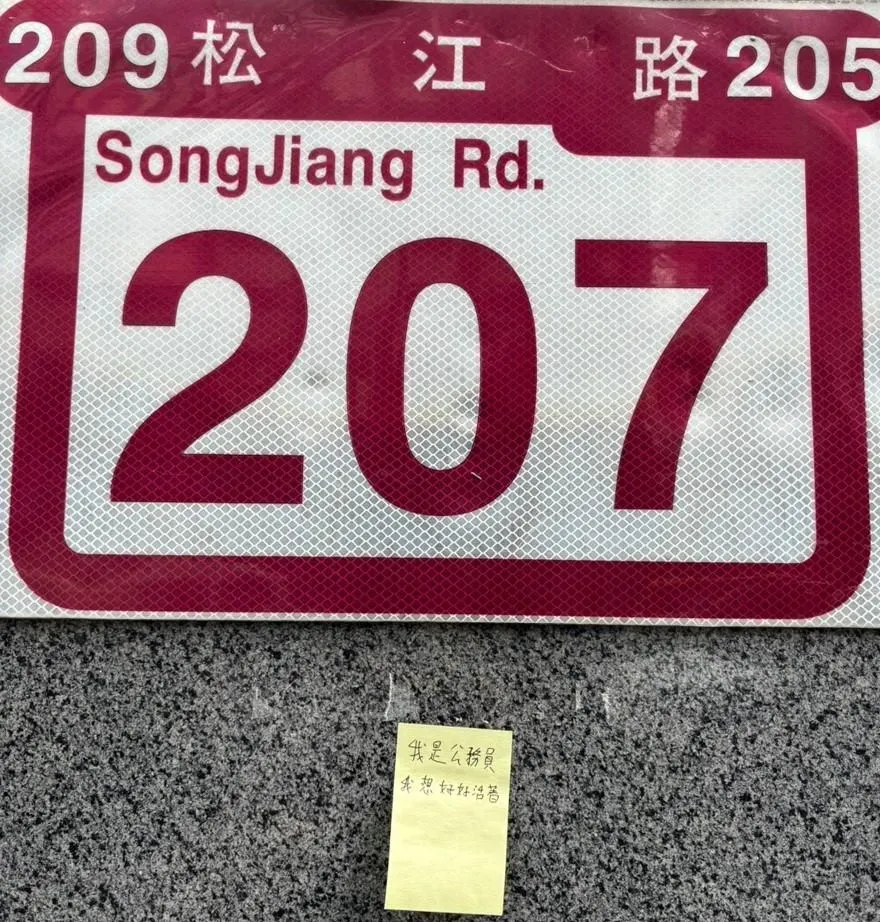 209 松江路 205
SongJiang Rd.
207
我是公務員
我想好好活著